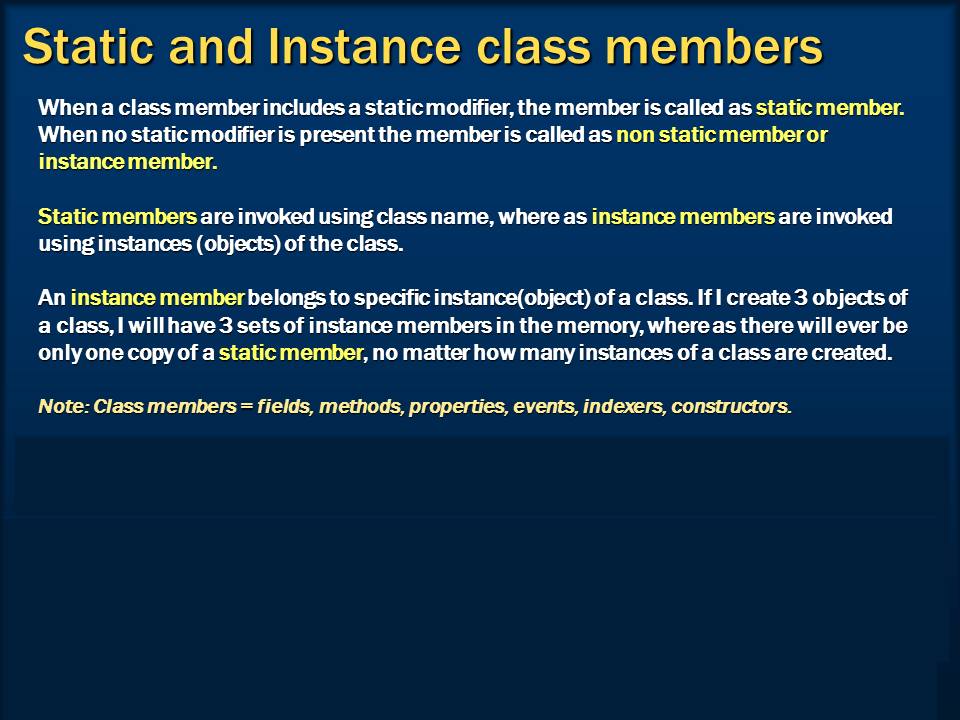 Static and Instance class members
When a class member includes a static modifier, the member is called as static member.
When no static modifier is present the member is called as non static member or
instance member.
Static members are invoked using class name, where as instance members are invoked
using instances (objects) of the class.
An instance member belongs to specific instance(object) of a class. If I create 3 objects of
a class, I will have 3 sets of instance members in the memory, where as there will ever be
only one copy of a static member, no matter how many instances of a class are created.
Note: Class members = fields, methods, properties, events, indexers, constructors.